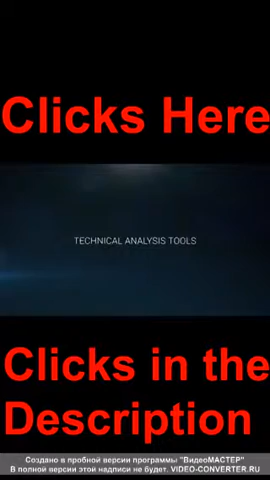 Clicks Here
TECHNICAL ANALYSIS TOOLS
Clicks in the
Description
Создано в пробной версии программы "ВидеоМАСТЕР"
В полной версии этой надписи не будет. VIDEO-CONVERTER.RU